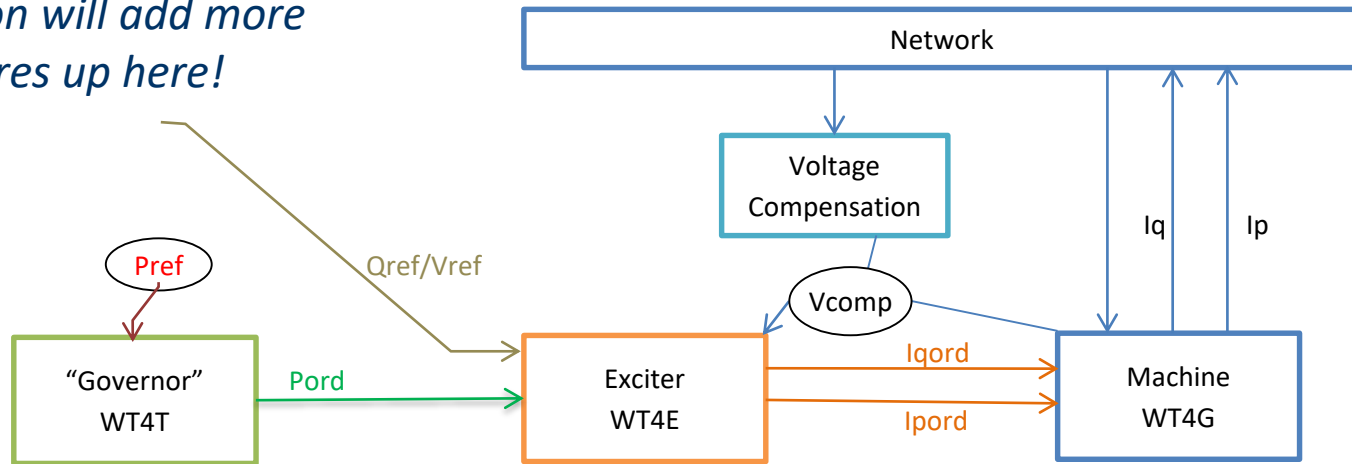 on will add more
res up here!
Network
Voltage
Compensation
Iq
Ip
Pref
Qref/Vref
Vcomp
“Governor”
WT4T
Pord
Exciter
WT4E
Iqord
Ipord
Machine
WT4G